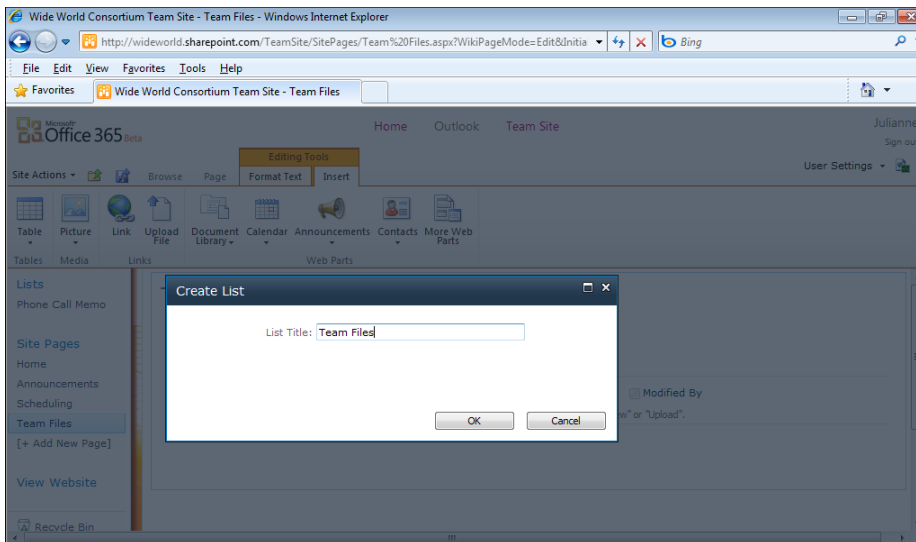 Wide World Consortium Team Site - Team Files - Windows Internet Explorer
http://wideworld.sharepoint.com/TeamSite/SitePages/Team%20Files.aspx?WikiPageMode=Edit&Initia
Bing
File Edit View Favorites Tools Help
Favorites Wide World Consortium Team Site - Team Files
Microsoft
Office 365 Beta
Home Outlook Team Site
Julianne
Sign ou
Editing Tools
User Settings
Site Actions Browse Page Format Text Insert
Table Picture Link Upload File Document Library Calendar Announcements Contacts More Web Parts
Tables Media Links Web Parts
Lists
Phone Call Memo
Site Pages
Home
Announcements
Scheduling
Team Files
[+ Add New Page]
View Website
Recycle Bin
Create List
List Title: Team Files
OK Cancel
Modified By
w" or "Upload".